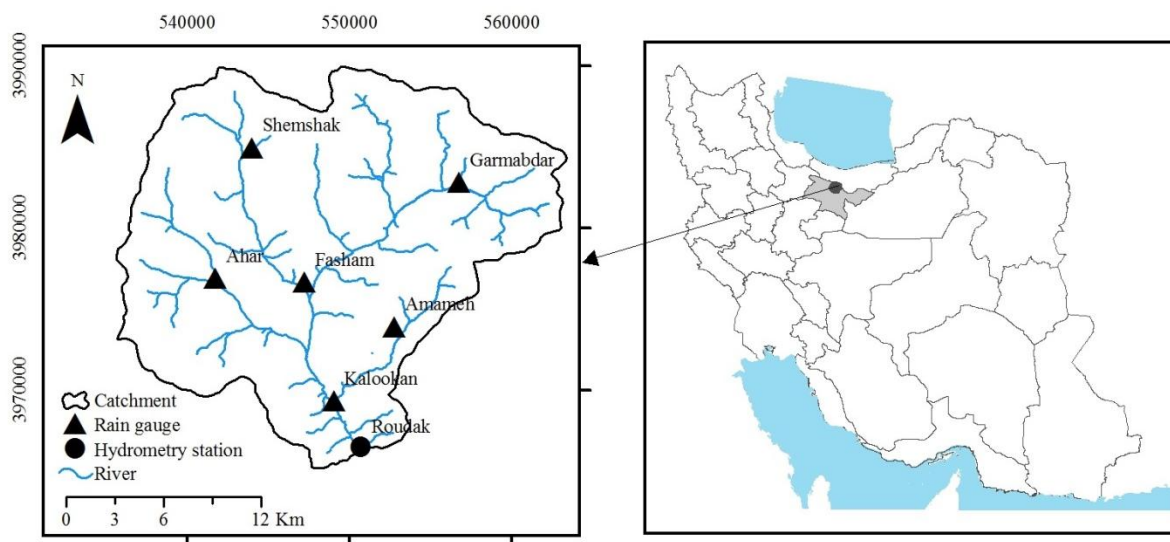 540000 550000 560000
3990000
3980000
3970000
N
Shemshak
Garmabdar
Ahar
Fasham
Amameh
Kalookan
Roudak
Catchment
Rain gauge
Hydrometry station
River
0 3 6 12 Km